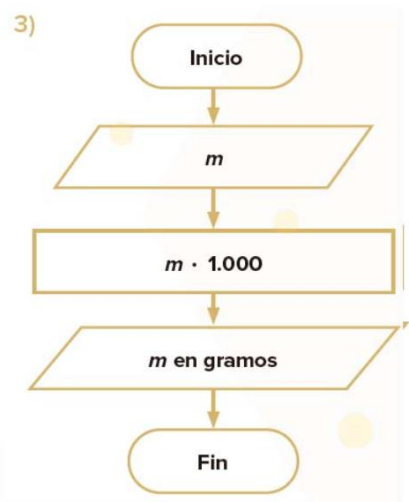 3)
Inicio
m
m · 1.000
m en gramos
Fin